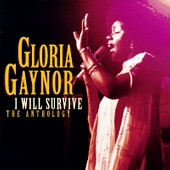 GLORIA
GAYNOR
I WILL SURVIVE
THE ANTHOLOGY